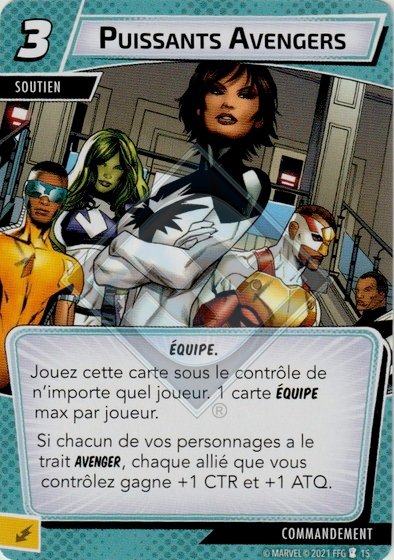 3
PUISSANTS AVENGERS
SOUTIEN
ÉQUIPE.
Jouez cette carte sous le contrôle de
n'importe quel joueur. 1 carte ÉQUIPE
max par joueur.
Si chacun de vos personnages a le
trait AVENGER, chaque allié que vous
contrôlez gagne +1 CTR et +1 ATQ.
COMMANDEMENT
© MARVEL © 2021 FFG 15